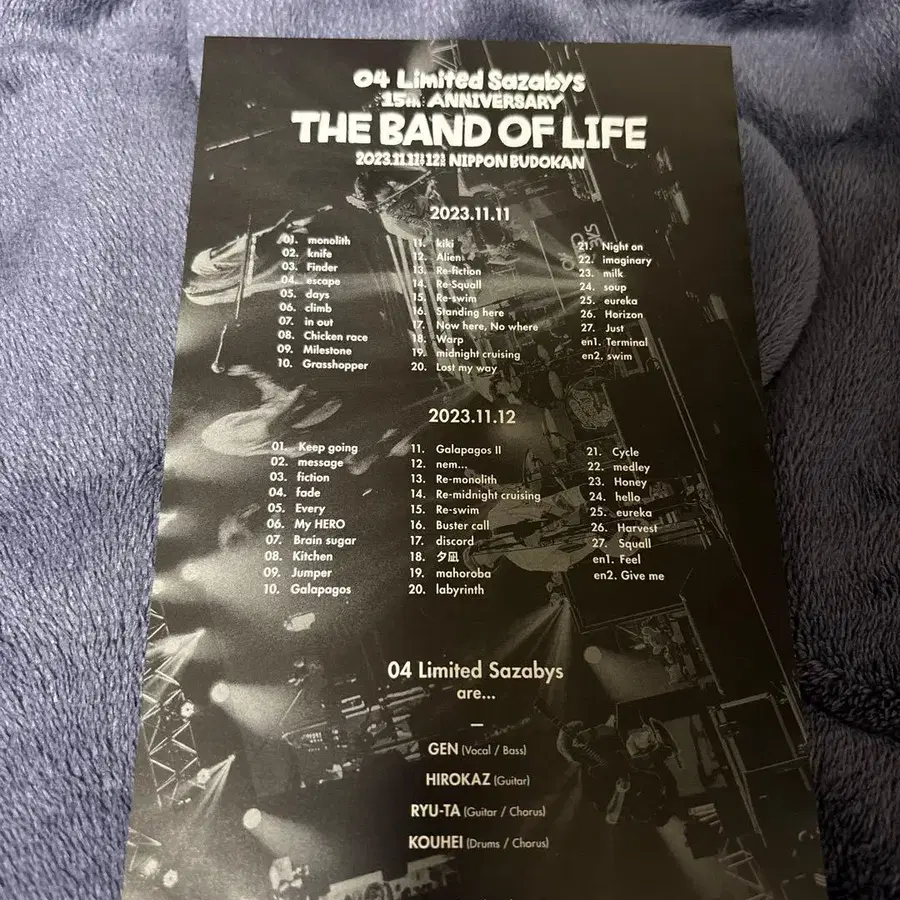 04 Limited Sazabys
15th ANNIVERSARY
THE BAND OF LIFE
NIPPON BUDOKAN
2023.11.11
01. monolith
02. knife
03. Finder
04. escape
05. days
06. climb
07. in out
08. Chicken race
09. Milestone
10. Grasshopper
11. kiki
12. Alien
13. Re-fiction
14. Re-Squall
15. Re-swim
16. Standing here
17. Now here, No where
18. Warp
19. midnight cruising
20. Lost my way
21. Night on
22. imaginary
23. milk
24. soup
25. eureka
26. Horizon
27. Just
en1. Terminal
en2. swim
2023.11.12
01. Keep going
02. message
03. fiction
04. fade
05. Every
06. My HERO
07. Brain sugar
08. Kitchen
09. Jumper
10. Galapagos
11. Galapagos II
12. nem...
13. Re-monolith
14. Re-midnight cruising
15. Re-swim
16. Buster call
17. discord
18. 夕凪
19. mahoroba
20. labyrinth
21. Cycle
22. medley
23. Honey
24. hello
25. eureka
26. Harvest
27. Squall
en1. Feel
en2. Give me
04 Limited Sazabys
are...
–
GEN (Vocal / Bass)
HIROKAZ (Guitar)
RYU-TA (Guitar / Chorus)
KOUHEI (Drums / Chorus)